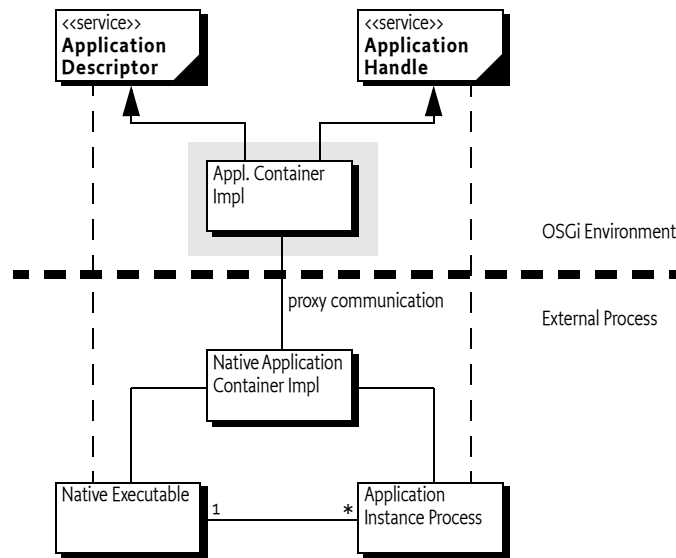 <<service>>
Application
Descriptor
<<service>>
Application
Handle
Appl. Container
Impl
OSGi Environment
proxy communication
External Process
Native Application
Container Impl
Native Executable
1
*
Application
Instance Process